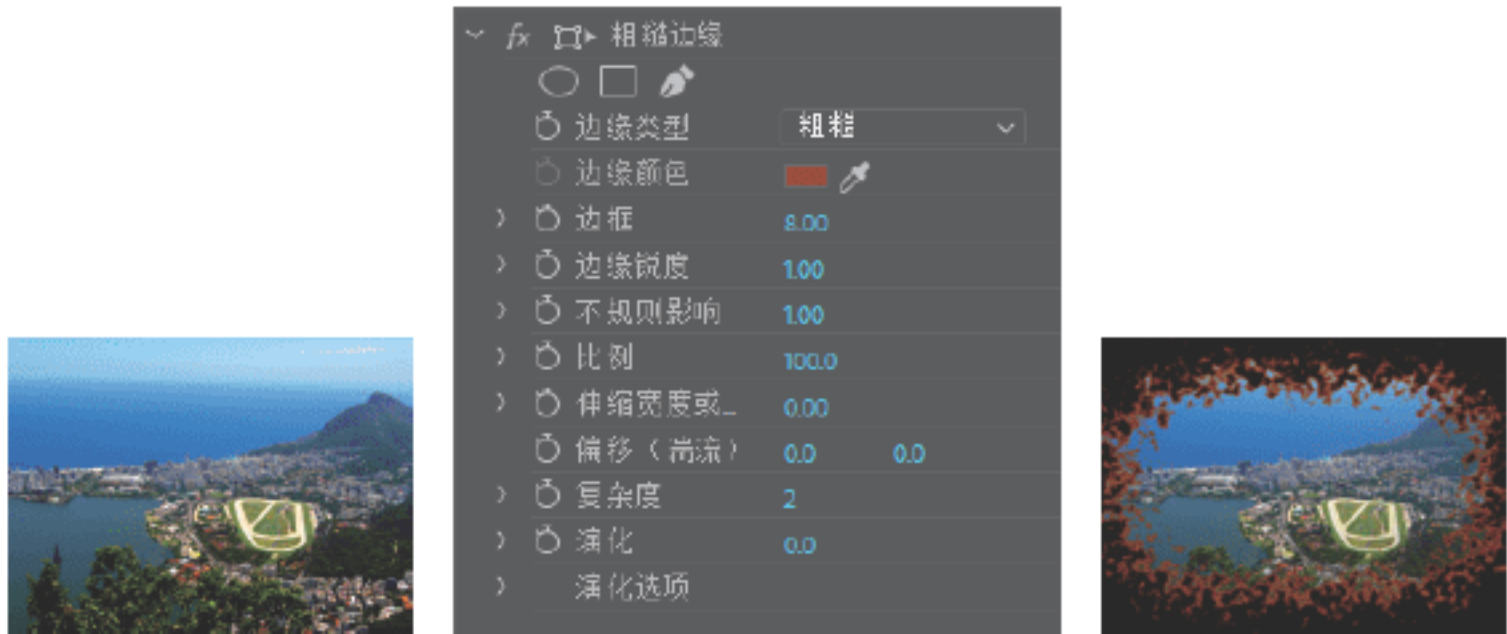 fx 粗糙边缘
边缘类型 粗糙
边缘颜色
边框 8.00
边缘锐度 1.00
不规则影响 1.00
比例 100.0
伸缩宽度或...
0.00
偏移（湍流） 0.0 0.0
复杂度 2
演化 0.0
演化选项